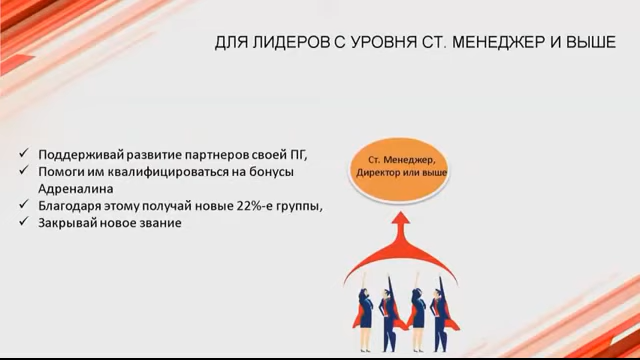 ДЛЯ ЛИДЕРОВ С УРОВНЯ СТ. МЕНЕДЖЕР И ВЫШЕ
✓ Поддерживай развитие партнеров своей ПГ,
✓ Помоги им квалифицироваться на бонусы
Адреналина
✓ Благодаря этому получай новые 22%-е группы,
✓ Закрывай новое звание
Ст. Менеджер,
Директор или выше